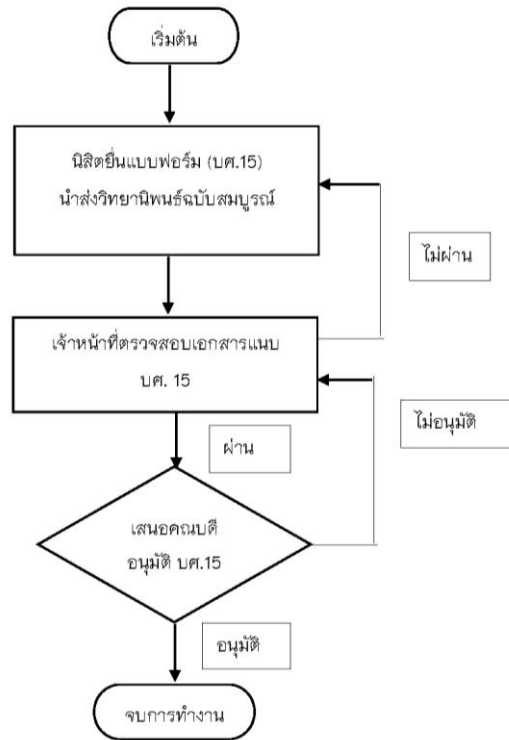 เริ่มต้น
นิสิตยื่นแบบฟอร์ม (บศ.15)
นำส่งวิทยานิพนธ์ฉบับสมบูรณ์
ไม่ผ่าน
เจ้าหน้าที่ตรวจสอบเอกสารแนบ
บศ. 15
ไม่อนุมัติ
ผ่าน
เสนอคณบดี
อนุมัติ บศ.15
อนุมัติ
จบการทำงาน